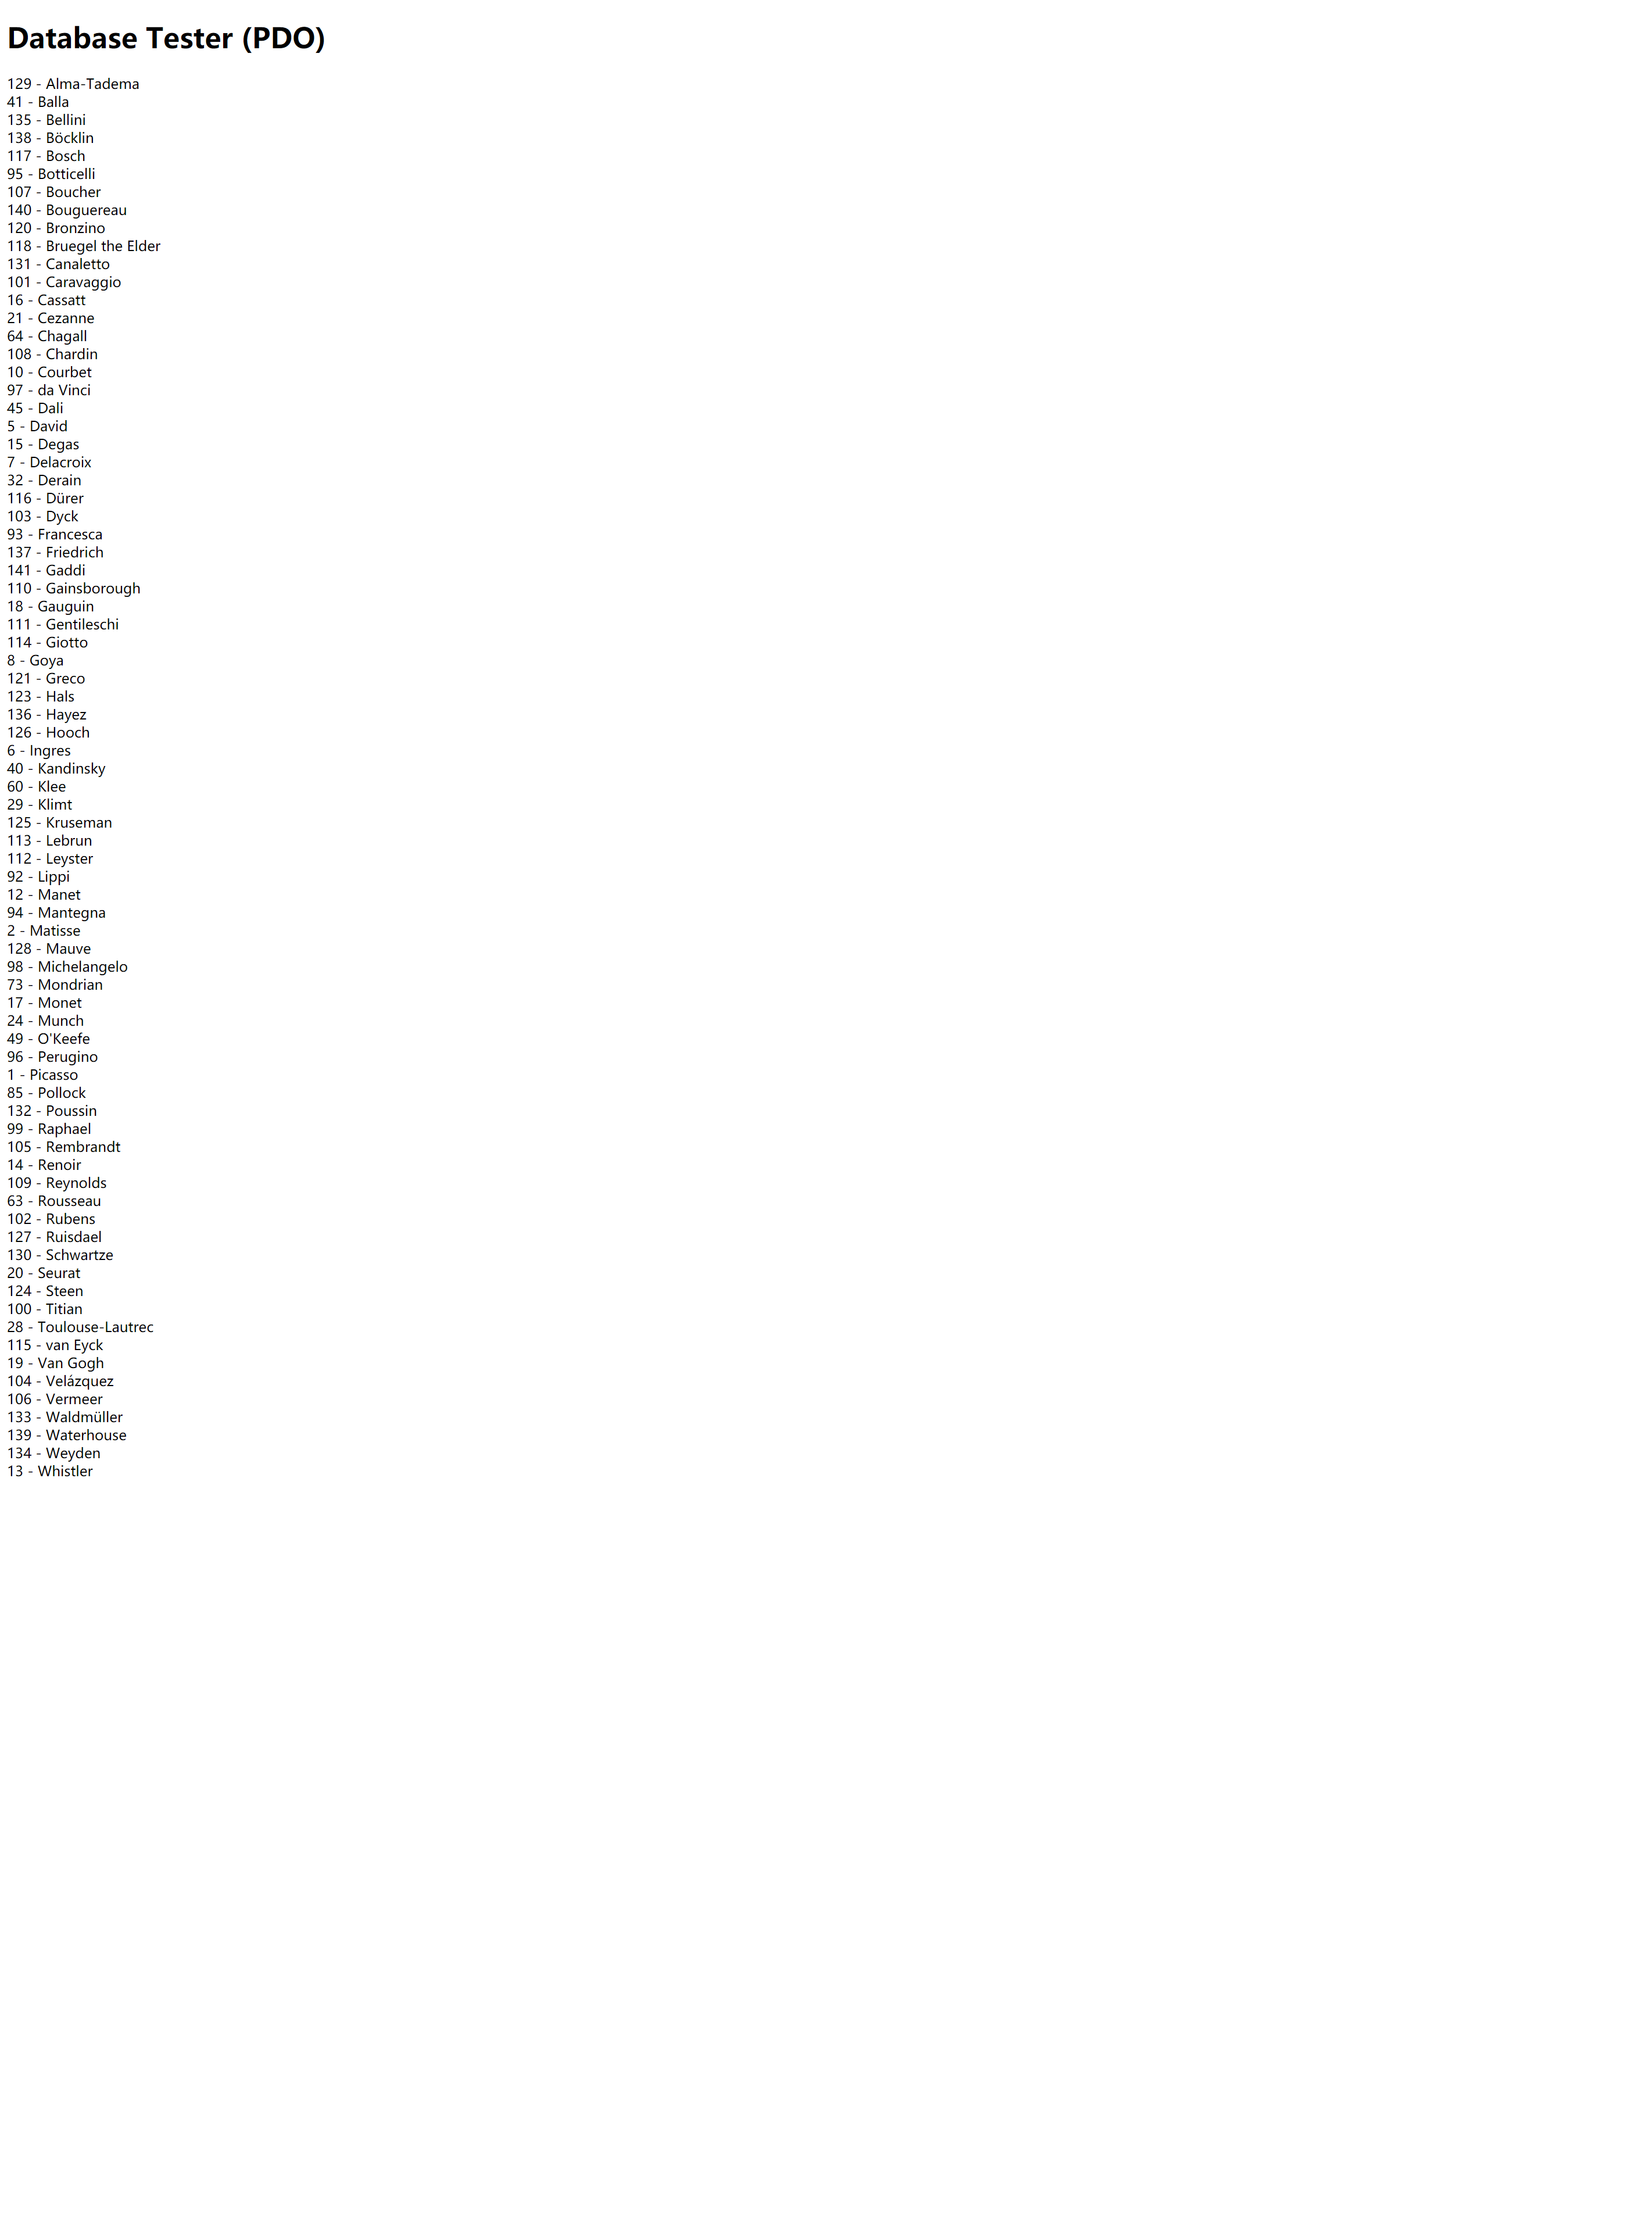 Database Tester (PDO)
129 - Alma-Tadema
41 - Balla
135 - Bellini
138 - Böcklin
117 - Bosch
95 - Botticelli
107 - Boucher
140 - Bouguereau
120 - Bronzino
118 - Bruegel the Elder
131 - Canaletto
101 - Caravaggio
16 - Cassatt
21 - Cezanne
64 - Chagall
108 - Chardin
10 - Courbet
97 - da Vinci
45 - Dali
5 - David
15 - Degas
7 - Delacroix
32 - Derain
116 - Dürer
103 - Dyck
93 - Francesca
137 - Friedrich
141 - Gaddi
110 - Gainsborough
18 - Gauguin
111 - Gentileschi
114 - Giotto
8 - Goya
121 - Greco
123 - Hals
136 - Hayez
126 - Hooch
6 - Ingres
40 - Kandinsky
60 - Klee
29 - Klimt
125 - Kruseman
113 - Lebrun
112 - Leyster
92 - Lippi
12 - Manet
94 - Mantegna
2 - Matisse
128 - Mauve
98 - Michelangelo
73 - Mondrian
17 - Monet
24 - Munch
49 - O'Keefe
96 - Perugino
1 - Picasso
85 - Pollock
132 - Poussin
99 - Raphael
105 - Rembrandt
14 - Renoir
109 - Reynolds
63 - Rousseau
102 - Rubens
127 - Ruisdael
130 - Schwartze
20 - Seurat
124 - Steen
100 - Titian
28 - Toulouse-Lautrec
115 - van Eyck
19 - Van Gogh
104 - Velázquez
106 - Vermeer
133 - Waldmüller
139 - Waterhouse
134 - Weyden
13 - Whistler